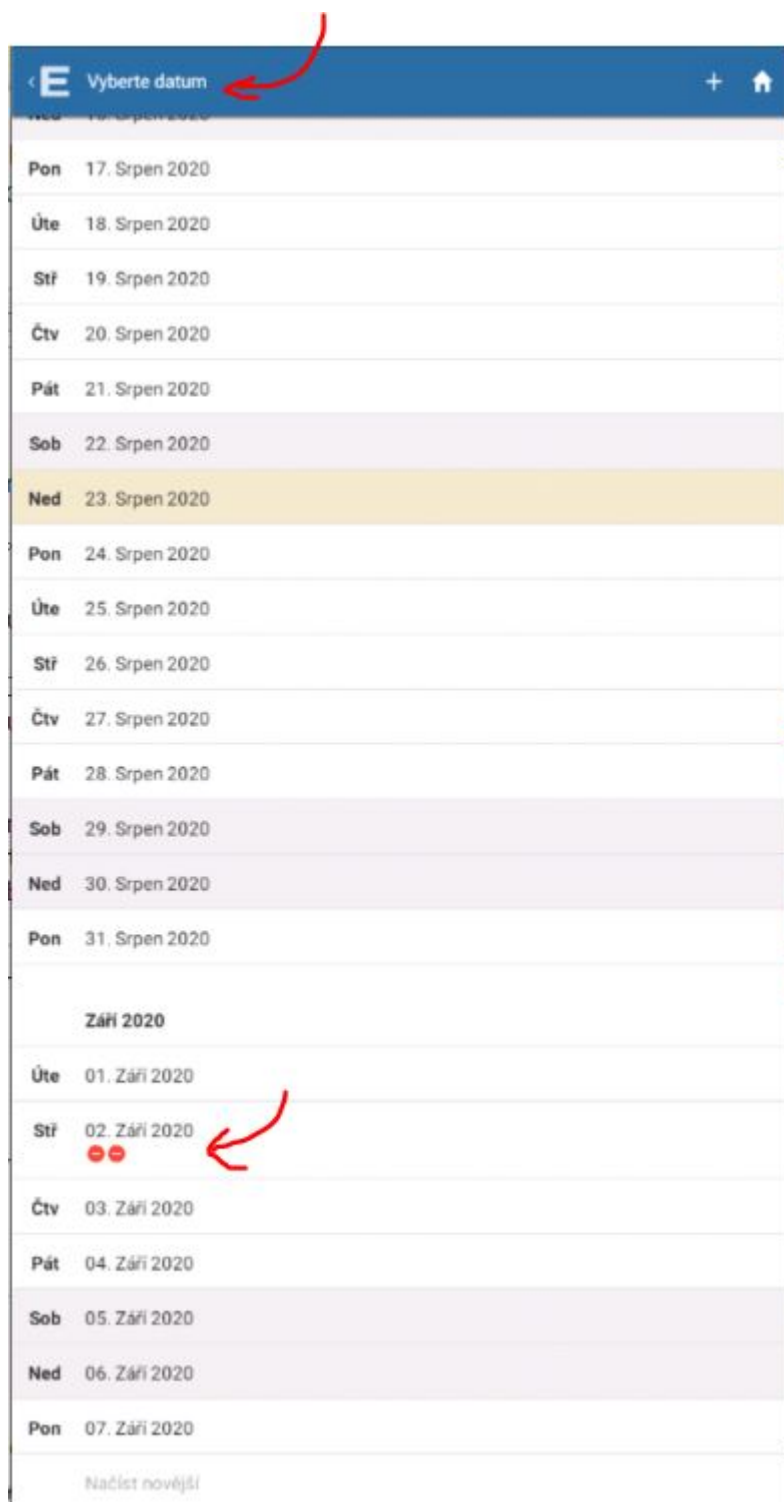 ‹ E Vyberte datum +
Pon 17. Srpen 2020
Úte 18. Srpen 2020
Stř 19. Srpen 2020
Čtv 20. Srpen 2020
Pát 21. Srpen 2020
Sob 22. Srpen 2020
Ned 23. Srpen 2020
Pon 24. Srpen 2020
Úte 25. Srpen 2020
Stř 26. Srpen 2020
Čtv 27. Srpen 2020
Pát 28. Srpen 2020
Sob 29. Srpen 2020
Ned 30. Srpen 2020
Pon 31. Srpen 2020
Září 2020
Úte 01. Září 2020
Stř 02. Září 2020
Čtv 03. Září 2020
Pát 04. Září 2020
Sob 05. Září 2020
Ned 06. Září 2020
Pon 07. Září 2020
Načíst novější